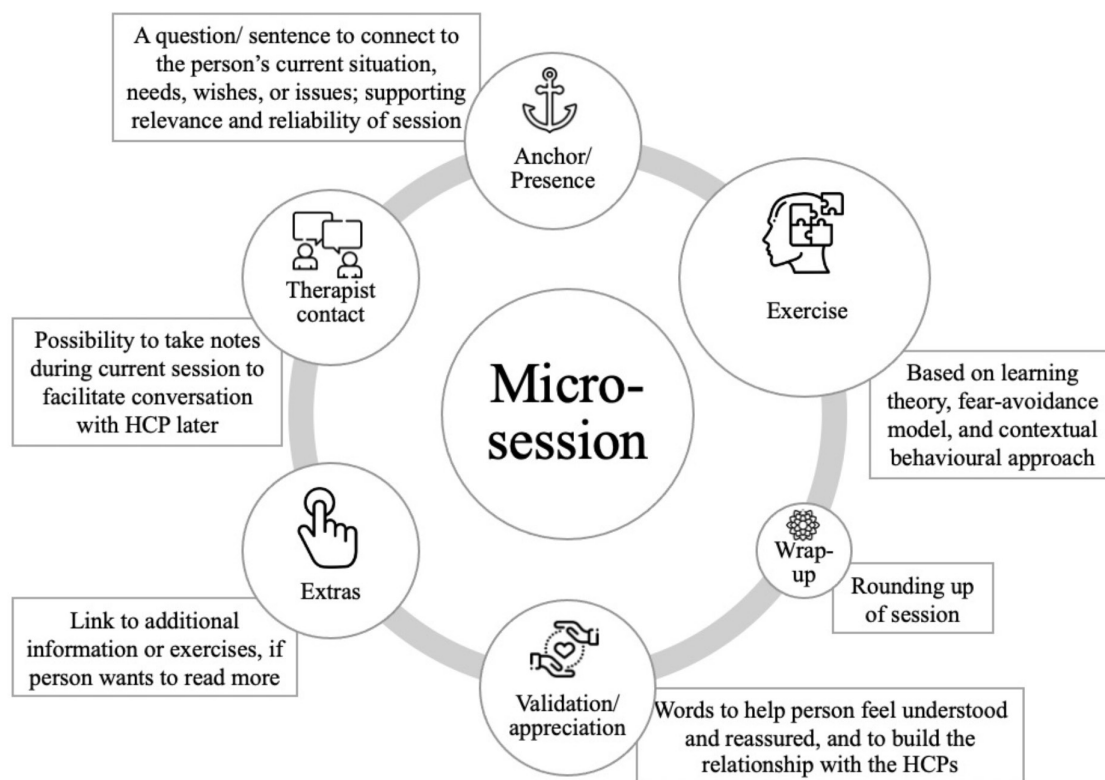 A question/ sentence to connect to
the person’s current situation,
needs, wishes, or issues; supporting
relevance and reliability of session
Anchor/
Presence
Exercise
Based on learning
theory, fear-avoidance
model, and contextual
behavioural approach
Wrap-
up
Rounding up
of session
Validation/
appreciation
Words to help person feel understood
and reassured, and to build the
relationship with the HCPs
Extras
Link to additional
information or exercises, if
person wants to read more
Therapist
contact
Possibility to take notes
during current session to
facilitate conversation
with HCP later
Micro-
session